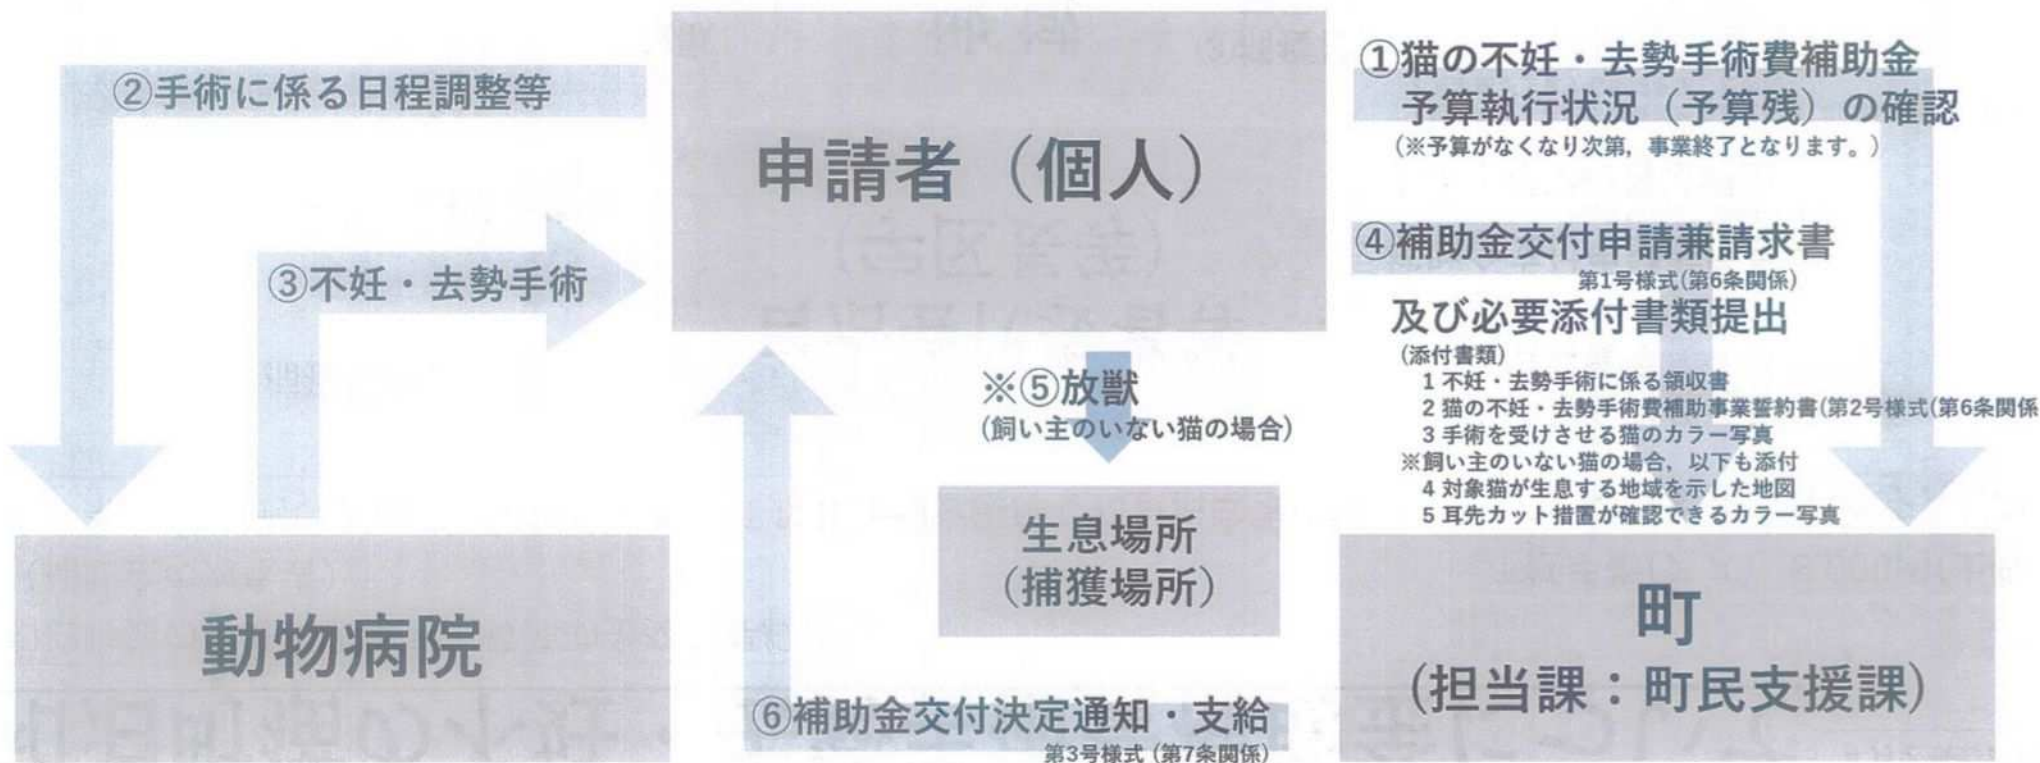 ①猫の不妊・去勢手術費補助金
予算執行状況（予算残）の確認
（※予算がなくなり次第，事業終了となります。）
②手術に係る日程調整等
申請者（個人）
③不妊・去勢手術
④補助金交付申請兼請求書
第1号様式(第6条関係)
及び必要添付書類提出
(添付書類)
1 不妊・去勢手術に係る領収書
2 猫の不妊・去勢手術費補助事業誓約書(第2号様式(第6条関係
3 手術を受けさせる猫のカラー写真
※飼い主のいない猫の場合，以下も添付
4 対象猫が生息する地域を示した地図
5 耳先カット措置が確認できるカラー写真
※⑤放獣
(飼い主のいない猫の場合)
生息場所
（捕獲場所）
動物病院
町
（担当課：町民支援課）
⑥補助金交付決定通知・支給
第3号様式 (第7条関係)